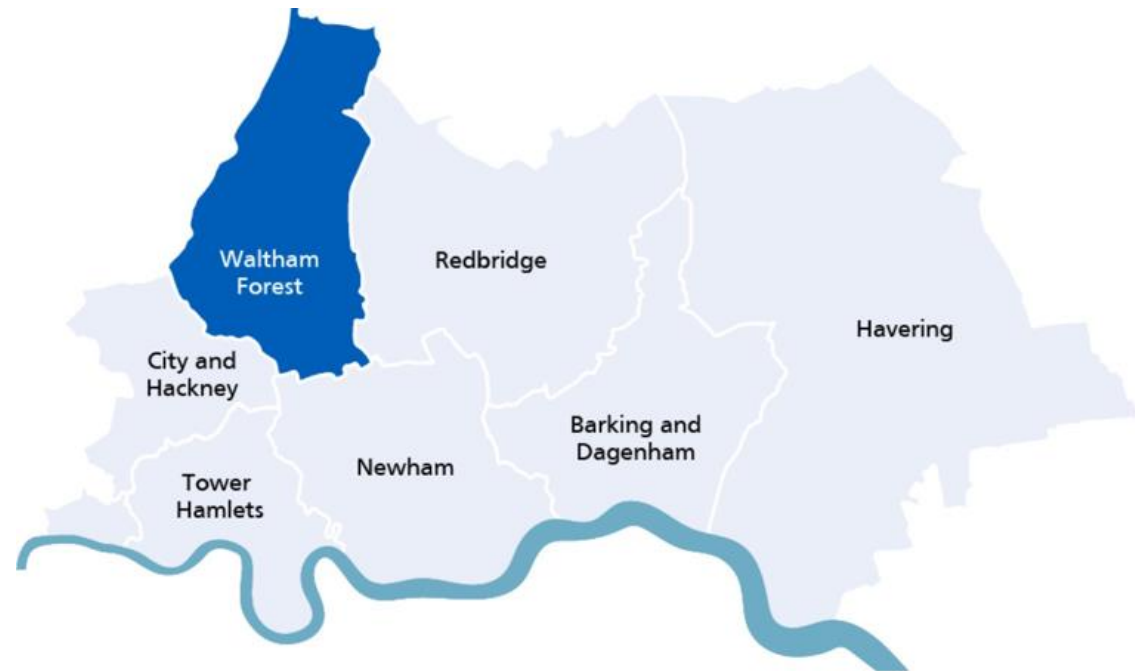 Waltham
Forest
Redbridge
Havering
City and
Hackney
Barking and
Dagenham
Newham
Tower
Hamlets